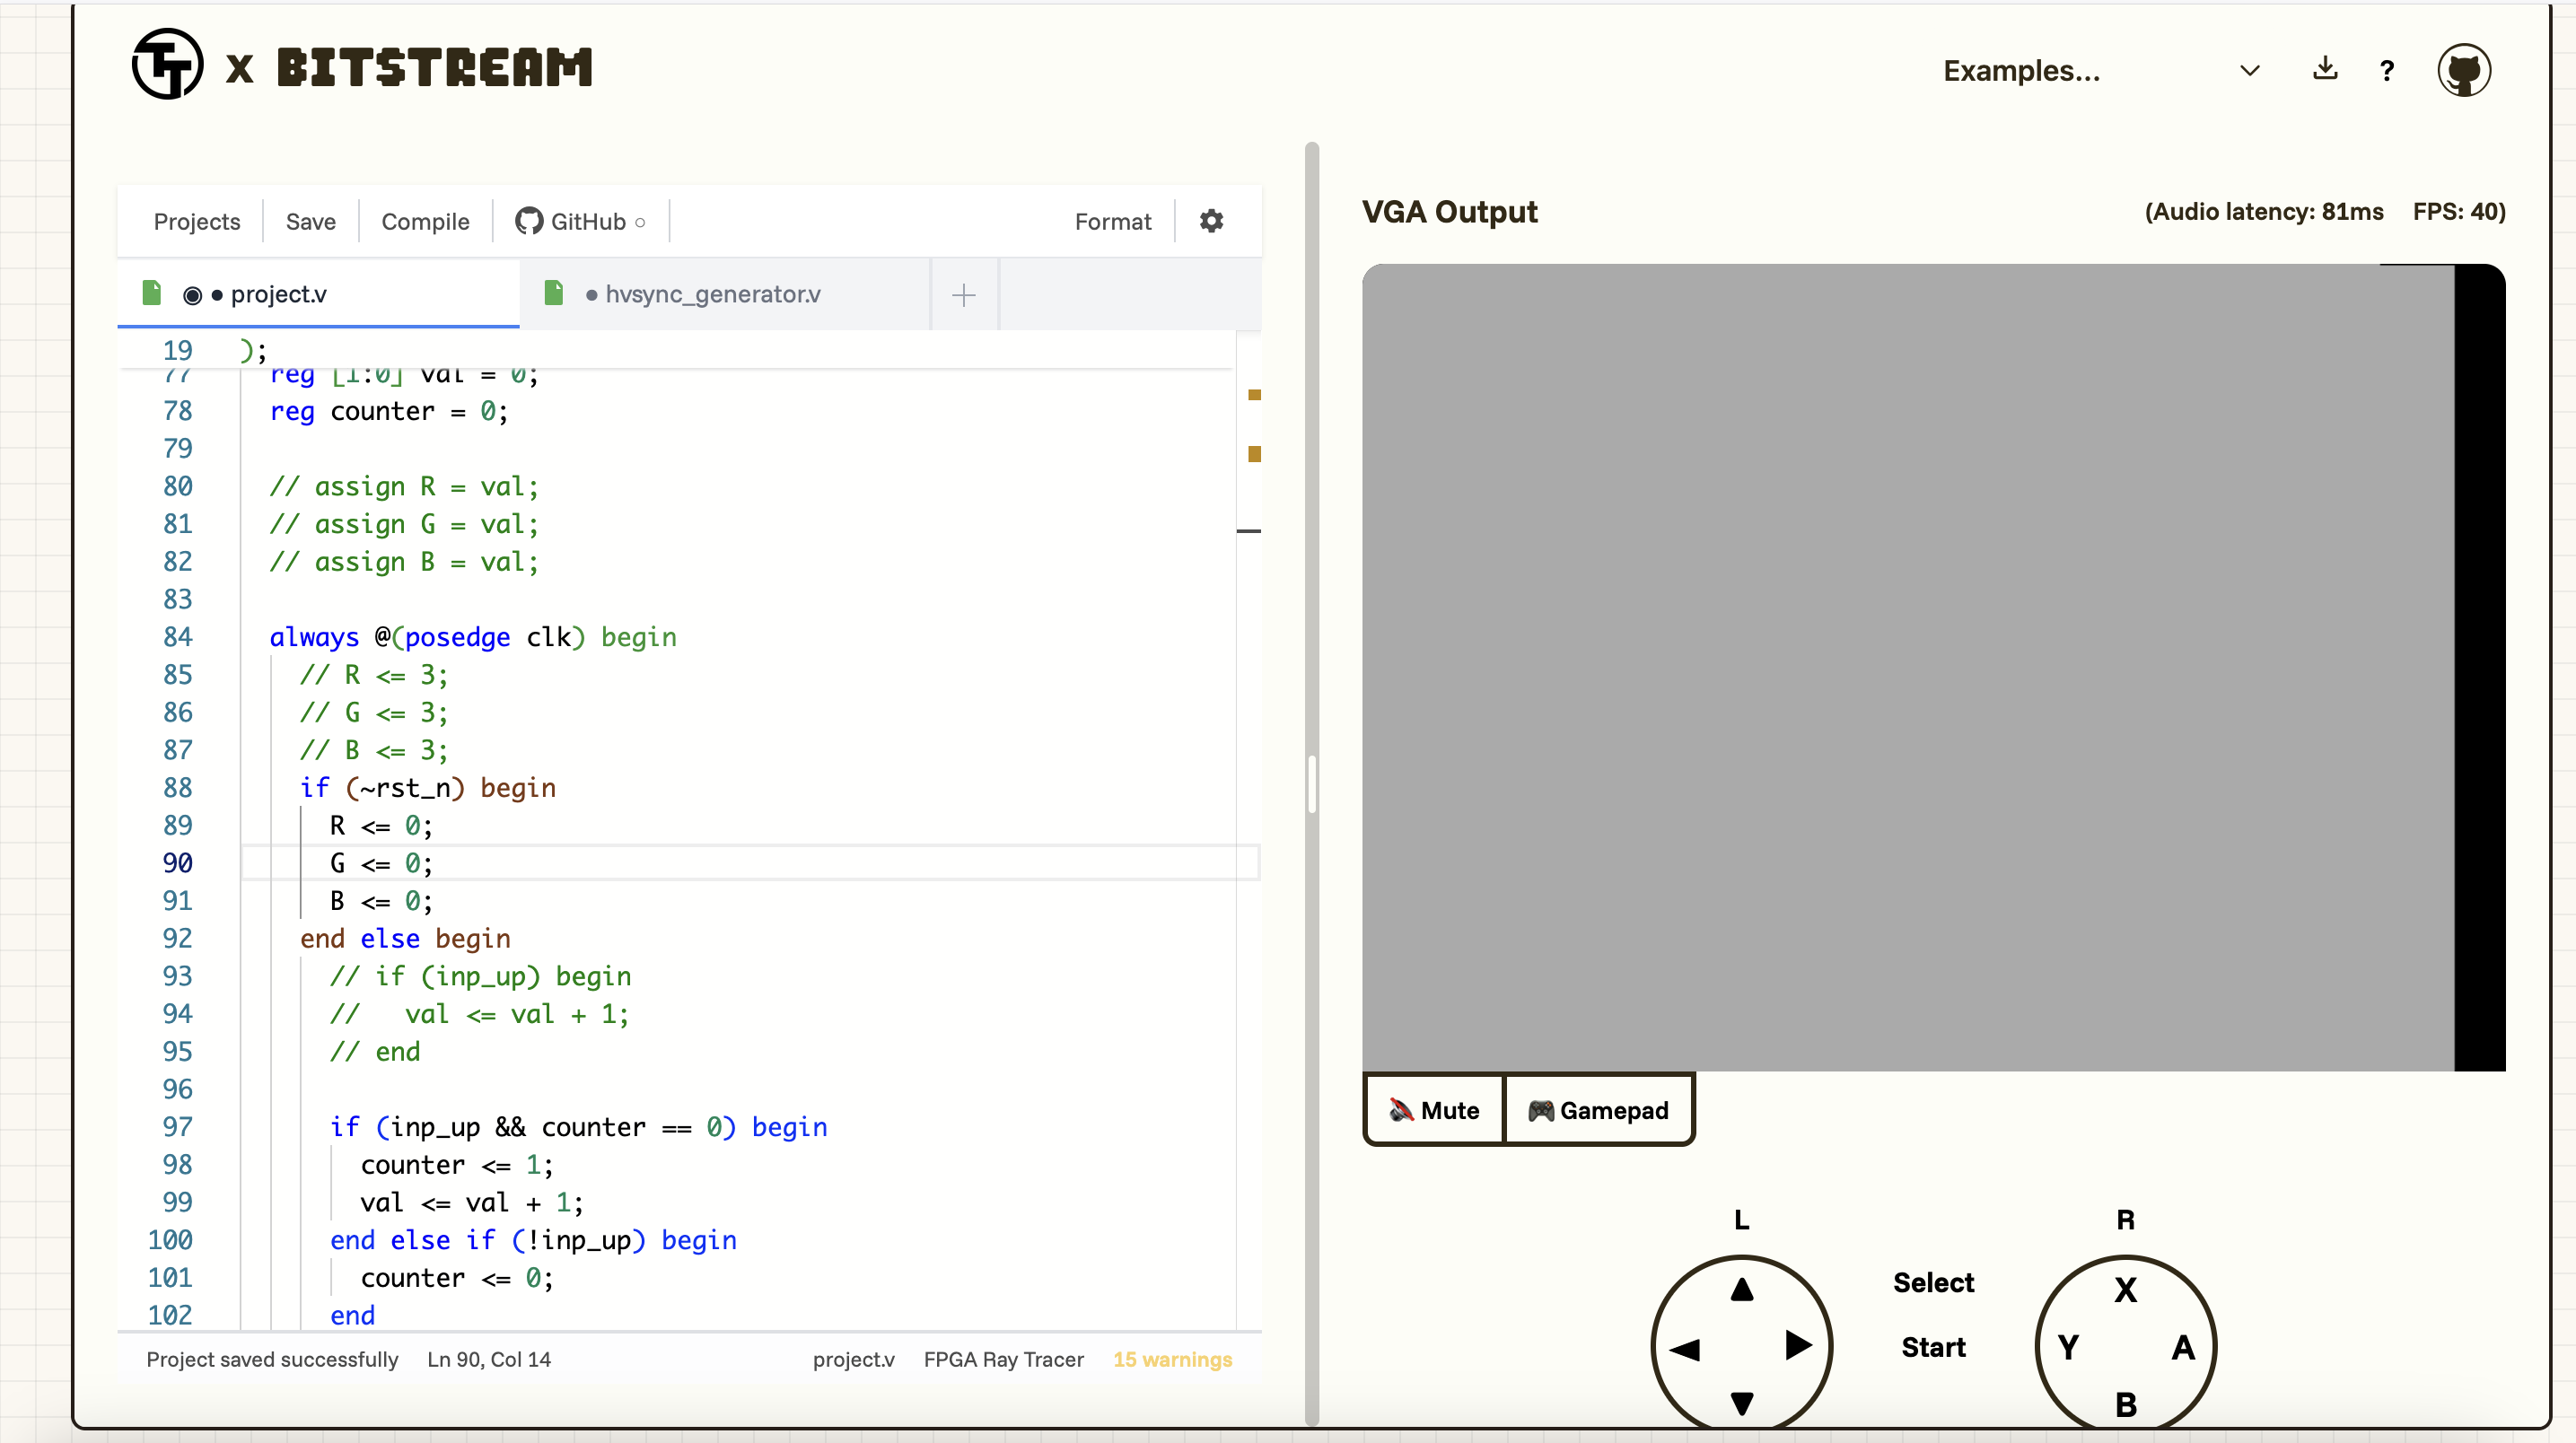 TT x BITSTREAM
Examples... ?
Projects Save Compile GitHub ○ Format
◉ ● project.v ● hvsync_generator.v +
19 );
77 reg [1:0] val = 0;
78 reg counter = 0;
79
80 // assign R = val;
81 // assign G = val;
82 // assign B = val;
83
84 always @(posedge clk) begin
85 // R <= 3;
86 // G <= 3;
87 // B <= 3;
88 if (~rst_n) begin
89 R <= 0;
90 G <= 0;
91 B <= 0;
92 end else begin
93 // if (inp_up) begin
94 //   val <= val + 1;
95 // end
96
97 if (inp_up && counter == 0) begin
98 counter <= 1;
99 val <= val + 1;
100 end else if (!inp_up) begin
101 counter <= 0;
102 end
Project saved successfully Ln 90, Col 14 project.v FPGA Ray Tracer 15 warnings
VGA Output (Audio latency: 81ms FPS: 40)
Mute Gamepad
L R
Select X
Start Y A
B